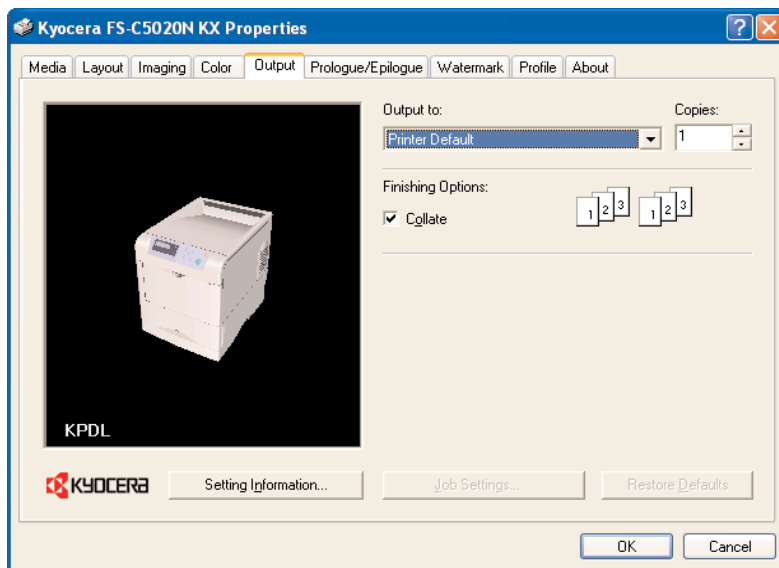 Kyocera FS-C5020N KX Properties
Media Layout Imaging Color Output Prologue/Epilogue Watermark Profile About
Output to:
Copies:
Printer Default
1
Finishing Options:
Collate
1 2 3 1 2 3
KPDL
KYOCERA
Setting Information...
Job Settings...
Restore Defaults
OK
Cancel